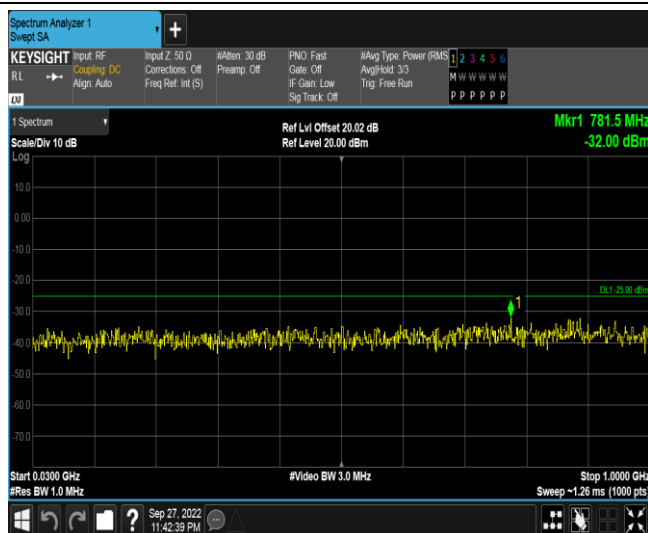 Spectrum Analyzer 1
Swept SA
+
KEYSIGHT
RL
LXI
Input: RF
Coupling: DC
Align: Auto
Input Z: 50 Ω
Corrections: Off
Freq Ref: Int (S)
#Atten: 30 dB
Preamp: Off
PNO: Fast
Gate: Off
IF Gain: Low
Sig Track: Off
#Avg Type: Power (RMS
Avg|Hold: 3/3
Trig: Free Run
1 2 3 4 5 6
M W W W W W
P P P P P P
1 Spectrum
Scale/Div 10 dB
Ref Lvl Offset 20.02 dB
Ref Level 20.00 dBm
Mkr1 781.5 MHz
-32.00 dBm
Log
10.0
0.00
-10.0
-20.0
-30.0
-40.0
-50.0
-60.0
-70.0
DL1 -25.00 dBm
1
Start 0.0300 GHz
#Res BW 1.0 MHz
#Video BW 3.0 MHz
Stop 1.0000 GHz
Sweep ~1.26 ms (1000 pts)
?
Sep 27, 2022
11:42:39 PM